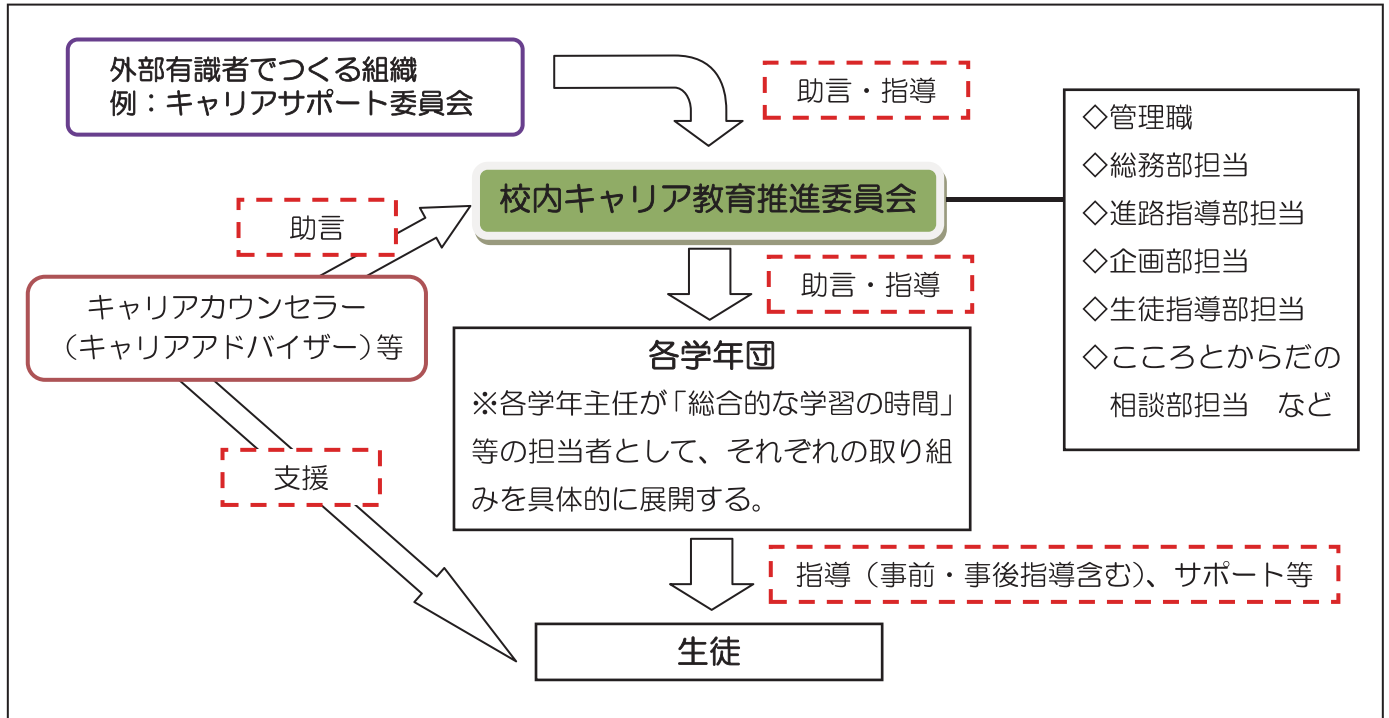 外部有識者でつくる組織
例：キャリアサポート委員会
助言・指導
校内キャリア教育推進委員会
◇管理職
◇総務部担当
◇進路指導部担当
◇企画部担当
◇生徒指導部担当
◇こころとからだの
相談部担当　など
助言
キャリアカウンセラー
（キャリアアドバイザー）等
助言・指導
各学年団
※各学年主任が「総合的な学習の時間」
等の担当者として、それぞれの取り組
みを具体的に展開する。
支援
指導（事前・事後指導含む）、サポート等
生徒